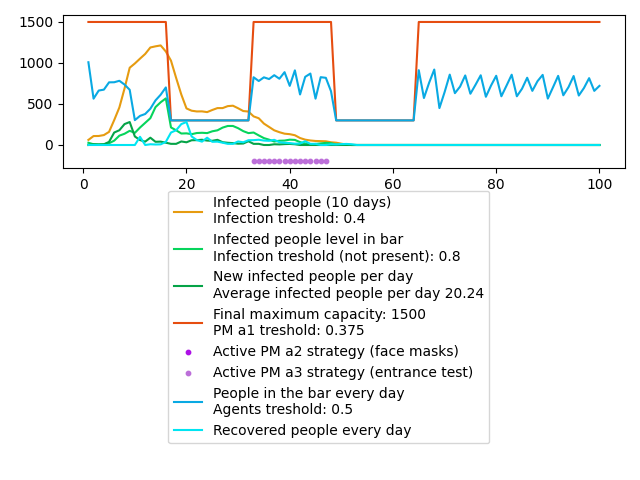 1500
1000
500
0
0 20 40 60 80 100
Infected people (10 days)
Infection treshold: 0.4
Infected people level in bar
Infection treshold (not present): 0.8
New infected people per day
Average infected people per day 20.24
Final maximum capacity: 1500
PM a1 treshold: 0.375
Active PM a2 strategy (face masks)
Active PM a3 strategy (entrance test)
People in the bar every day
Agents treshold: 0.5
Recovered people every day